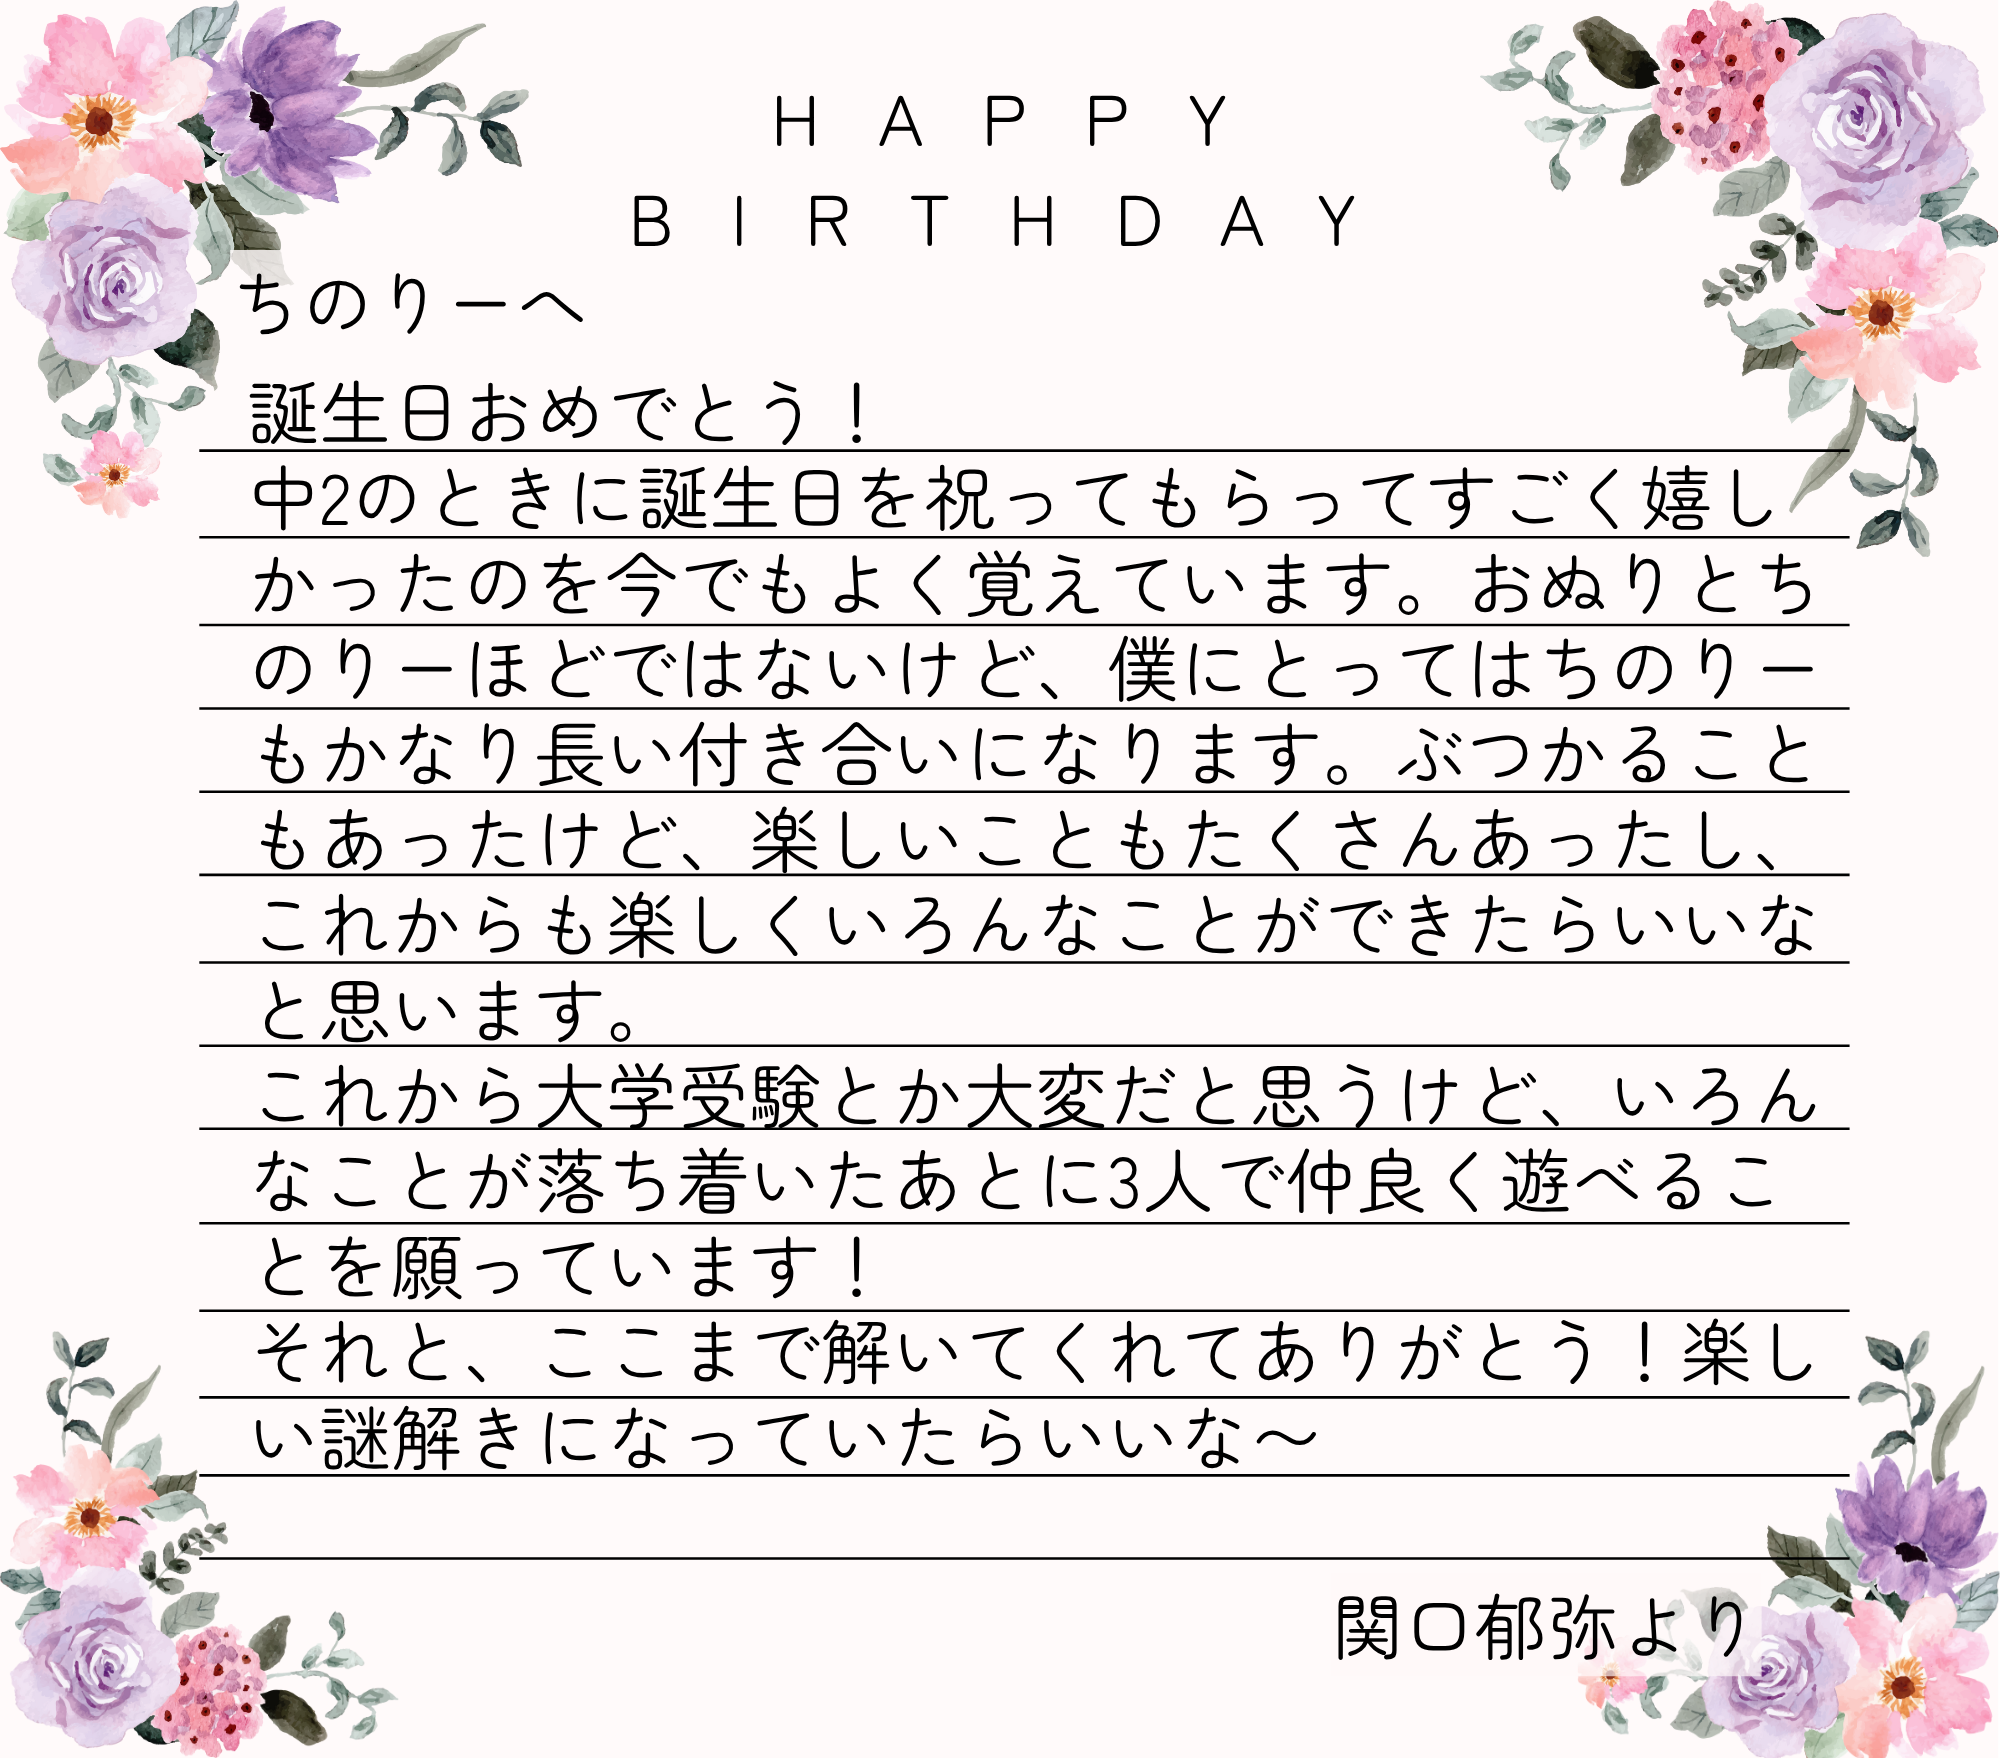 HAPPY
BIRTHDAY
ちのりーへ
誕生日おめでとう！
中2のときに誕生日を祝ってもらってすごく嬉し
かったのを今でもよく覚えています。おぬりとち
のりーほどではないけど、僕にとってはちのりー
もかなり長い付き合いになります。ぶつかること
もあったけど、楽しいこともたくさんあったし、
これからも楽しくいろんなことができたらいいな
と思います。
これから大学受験とか大変だと思うけど、いろん
なことが落ち着いたあとに3人で仲良く遊べるこ
とを願っています！
それと、ここまで解いてくれてありがとう！楽し
い謎解きになっていたらいいな〜
関口郁弥より